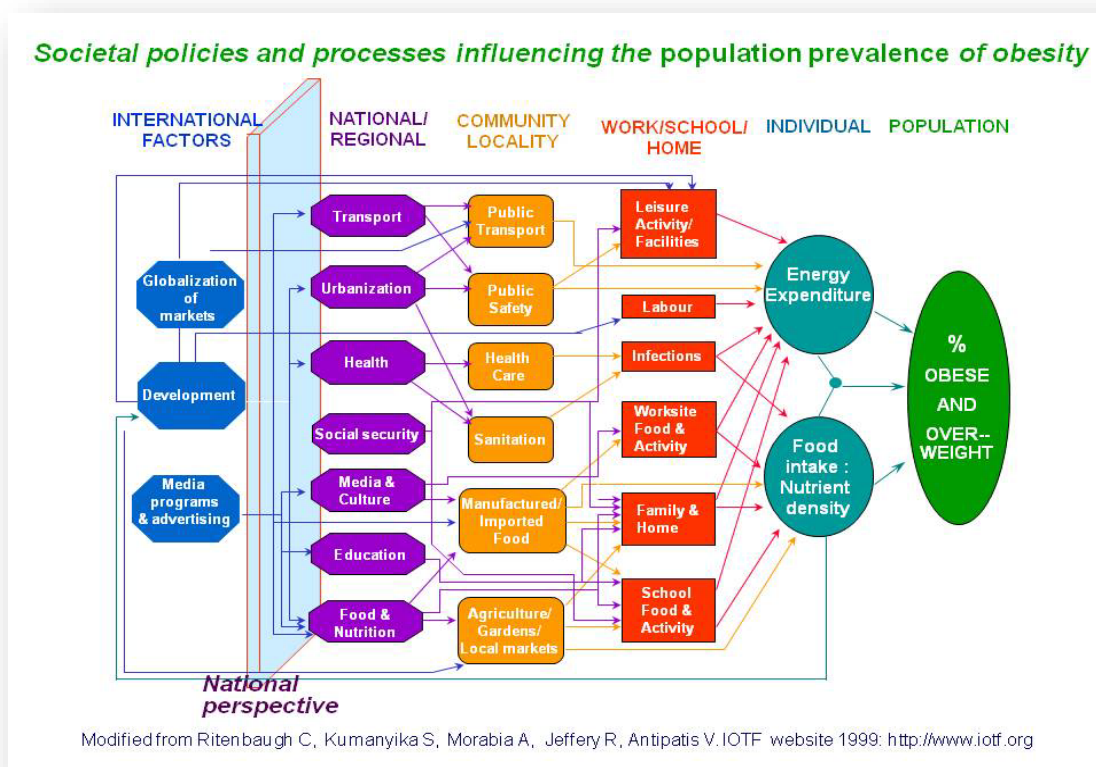 Societal policies and processes influencing the population prevalence of obesity
INTERNATIONAL
FACTORS
NATIONAL/
REGIONAL
COMMUNITY
LOCALITY
WORK/SCHOOL/
HOME
INDIVIDUAL
POPULATION
Globalization
of
markets
Development
Media
programs
& advertising
Transport
Urbanization
Health
Social security
Media &
Culture
Education
Food &
Nutrition
Public
Transport
Public
Safety
Health
Care
Sanitation
Manufactured/
Imported
Food
Agriculture/
Gardens/
Local markets
Leisure
Activity/
Facilities
Labour
Infections
Worksite
Food &
Activity
Family &
Home
School
Food &
Activity
Energy
Expenditure
Food
intake :
Nutrient
density
%
OBESE
AND
OVER--
WEIGHT
National
perspective
Modified from Ritenbaugh C, Kumanyika S, Morabia A, Jeffery R, Antipatis V. IOTF website 1999: http://www.iotf.org